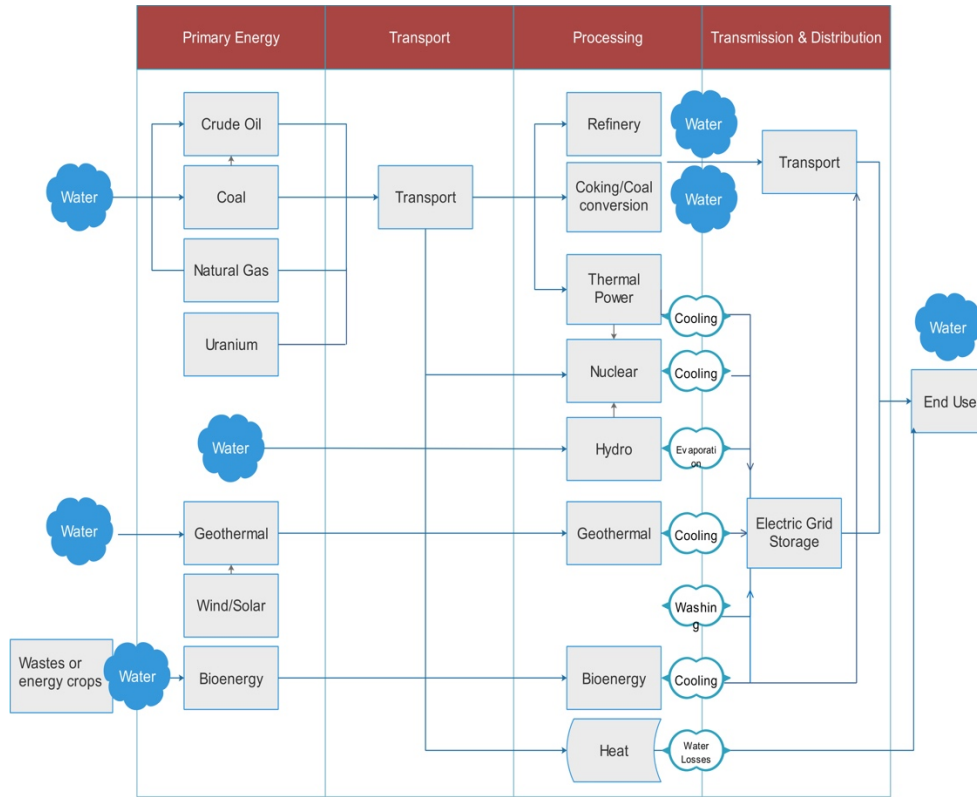 Primary Energy
Transport
Processing
Transmission & Distribution
Crude Oil
Refinery
Water
Transport
Water
Coal
Transport
Coking/Coal
conversion
Water
Natural Gas
Thermal
Power
Cooling
Water
Uranium
Nuclear
Cooling
End Use
Water
Hydro
Evaporati
on
Water
Geothermal
Geothermal
Cooling
Electric Grid
Storage
Wind/Solar
Washin
g
Wastes or
energy crops
Water
Bioenergy
Bioenergy
Cooling
Heat
Water
Losses